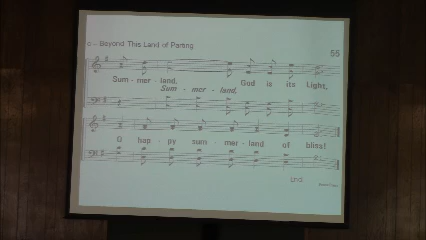 c – Beyond This Land of Parting
55
Sum - mer - land, God is its Light,
Sum - mer - land,
O hap - py sum - mer - land of bliss!